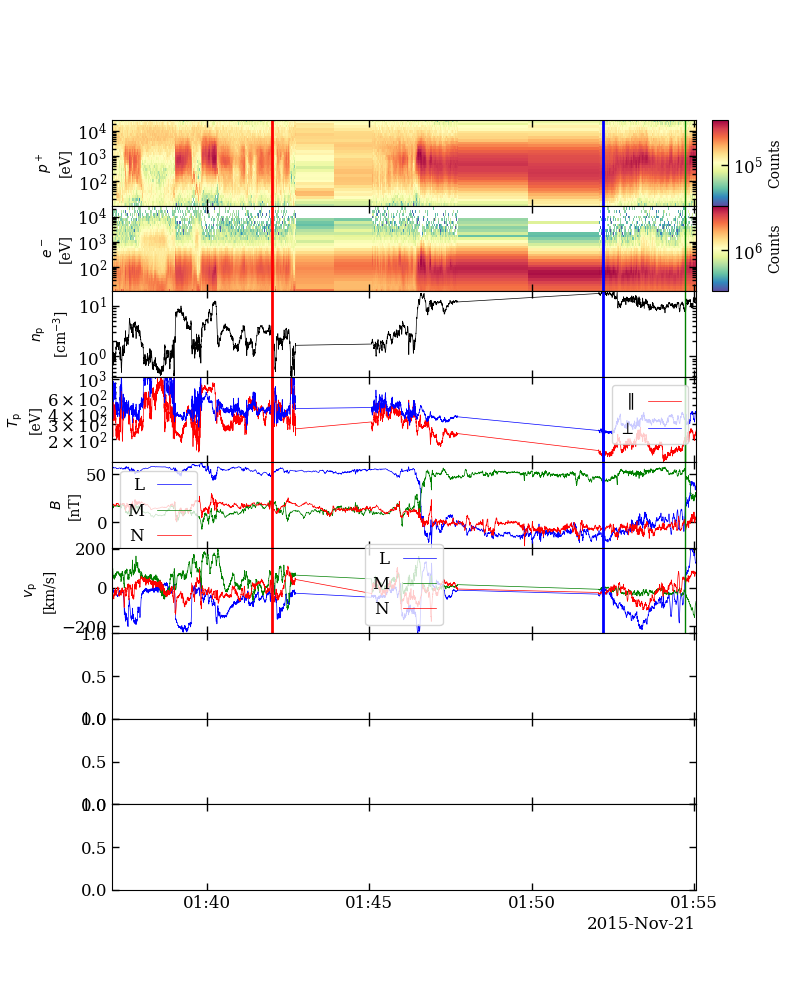 10⁴
10³
10²
p⁺
[eV]
10⁵
Counts
10⁴
10³
10²
e⁻
[eV]
10⁶
Counts
10¹
10⁰
nₚ
[cm⁻³]
10³
6 × 10²
4 × 10²
3 × 10²
2 × 10²
Tₚ
[eV]
∥
⊥
50
0
B
[nT]
L
M
N
200
0
−200
vₚ
[km/s]
L
M
N
1.0
0.5
0.0
1.0
0.5
0.0
1.0
0.5
0.0
01:40 01:45 01:50 01:55
2015-Nov-21